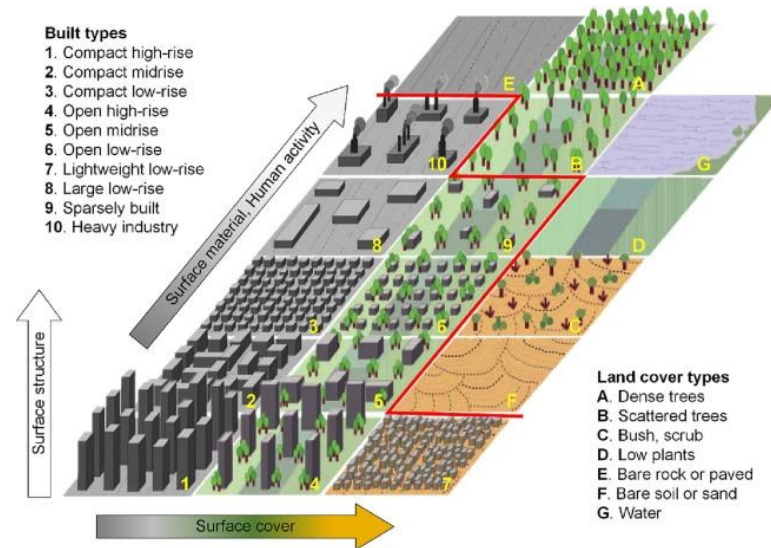 Built types
1. Compact high-rise
2. Compact midrise
3. Compact low-rise
4. Open high-rise
5. Open midrise
6. Open low-rise
7. Lightweight low-rise
8. Large low-rise
9. Sparsely built
10. Heavy industry
Surface material, Human activity
Surface structure
Surface cover
E
A
10
B
G
8
9
D
3
6
C
2
5
F
1
4
7
Land cover types
A. Dense trees
B. Scattered trees
C. Bush, scrub
D. Low plants
E. Bare rock or paved
F. Bare soil or sand
G. Water